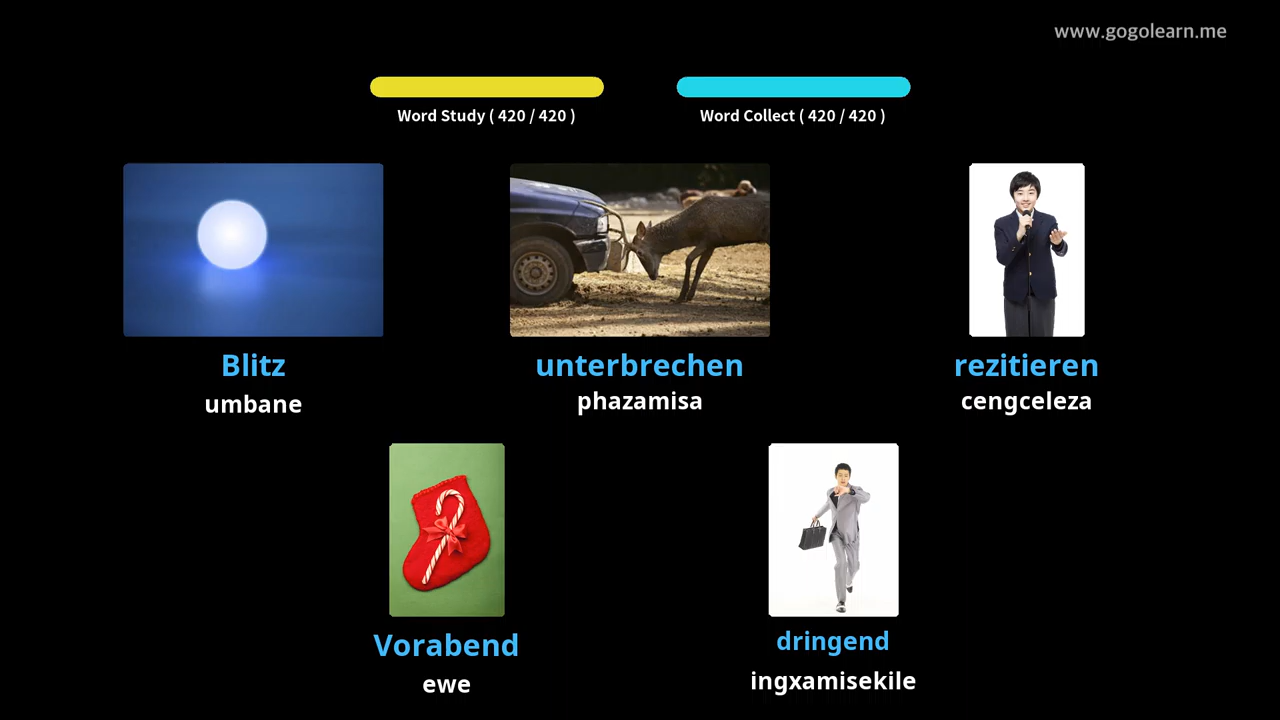 www.gogolearn.me
Word Study ( 420 / 420 )
Word Collect ( 420 / 420 )
Blitz
umbane
unterbrechen
phazamisa
rezitieren
cengceleza
Vorabend
ewe
dringend
ingxamisekile